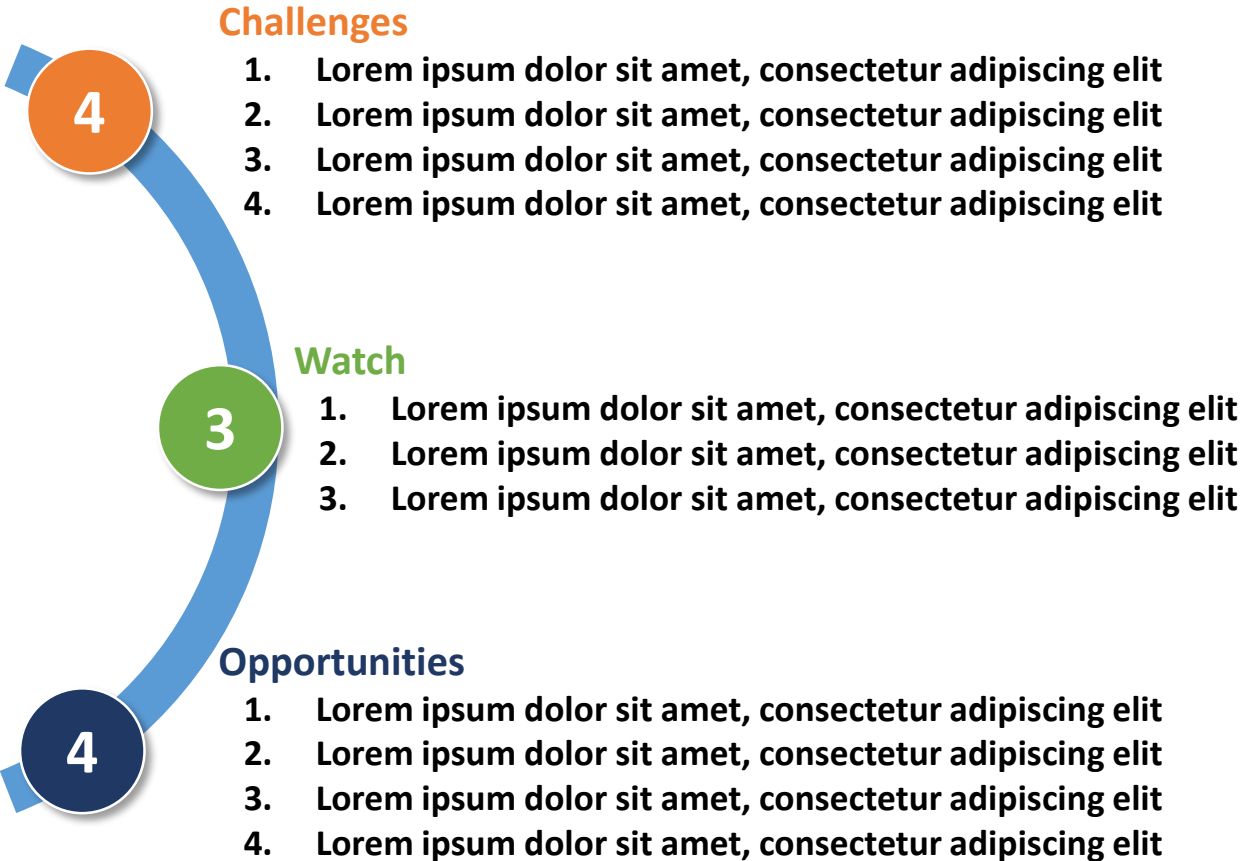 Challenges
4
1. Lorem ipsum dolor sit amet, consectetur adipiscing elit
2. Lorem ipsum dolor sit amet, consectetur adipiscing elit
3. Lorem ipsum dolor sit amet, consectetur adipiscing elit
4. Lorem ipsum dolor sit amet, consectetur adipiscing elit
Watch
3
1. Lorem ipsum dolor sit amet, consectetur adipiscing elit
2. Lorem ipsum dolor sit amet, consectetur adipiscing elit
3. Lorem ipsum dolor sit amet, consectetur adipiscing elit
Opportunities
4
1. Lorem ipsum dolor sit amet, consectetur adipiscing elit
2. Lorem ipsum dolor sit amet, consectetur adipiscing elit
3. Lorem ipsum dolor sit amet, consectetur adipiscing elit
4. Lorem ipsum dolor sit amet, consectetur adipiscing elit